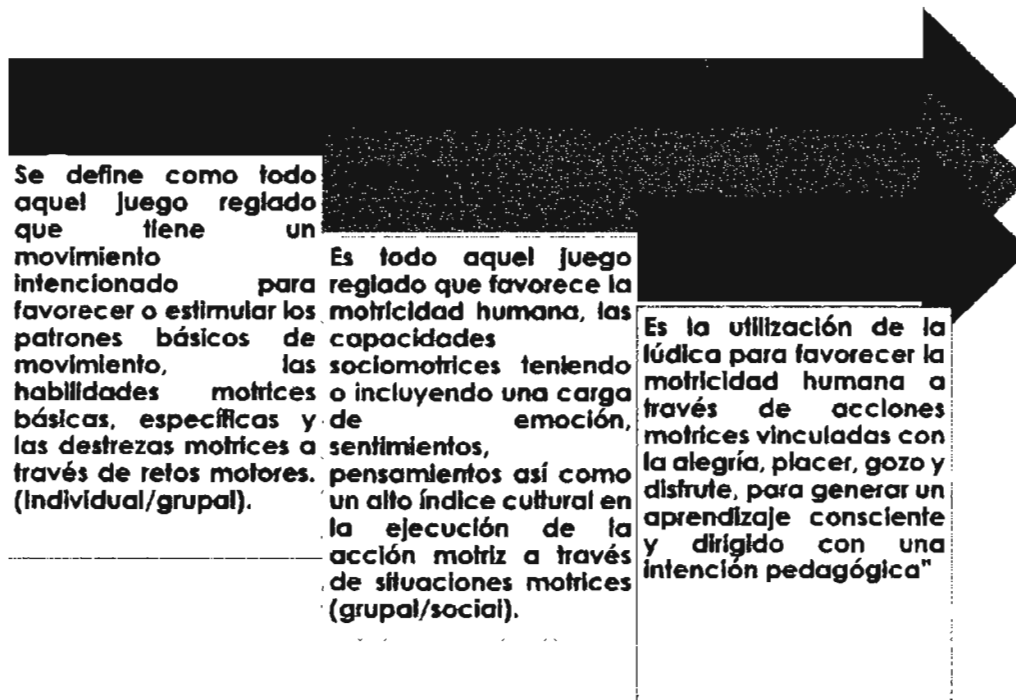 Se define como todo
aquel juego reglado
que tiene un
movimiento
intencionado para
favorecer o estimular los
patrones básicos de
movimiento, las
habilidades motrices
básicas, específicas y
las destrezas motrices a
través de retos motores.
(Individual/grupal).
Es todo aquel juego
reglado que favorece la
motricidad humana, las
capacidades
sociomotrices teniendo
o incluyendo una carga
de emoción,
sentimientos,
pensamientos así como
un alto índice cultural en
la ejecución de la
acción motriz a través
de situaciones motrices
(grupal/social).
Es la utilización de la
lúdica para favorecer la
motricidad humana a
través de acciones
motrices vinculadas con
la alegría, placer, gozo y
disfrute, para generar un
aprendizaje consciente
y dirigido con una
intención pedagógica"